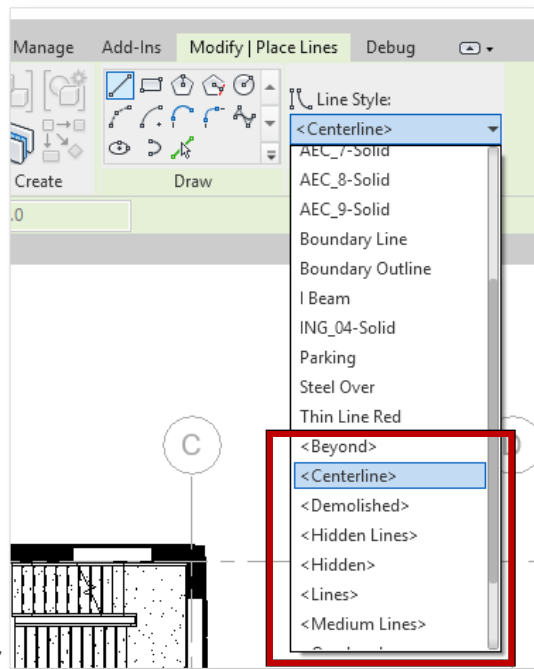 Manage Add-Ins Modify | Place Lines Debug
Line Style:
<Centerline>
AEC_7-Solid
AEC_8-Solid
AEC_9-Solid
Boundary Line
Boundary Outline
I Beam
ING_04-Solid
Parking
Steel Over
Thin Line Red
<Beyond>
<Centerline>
<Demolished>
<Hidden Lines>
<Hidden>
<Lines>
<Medium Lines>
Create Draw
.0
C
D